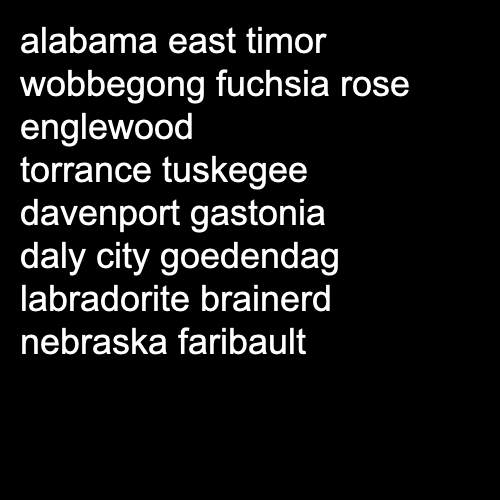 alabama east timor
wobbegong fuchsia rose
englewood
torrance tuskegee
davenport gastonia
daly city goedendag
labradorite brainerd
nebraska faribault